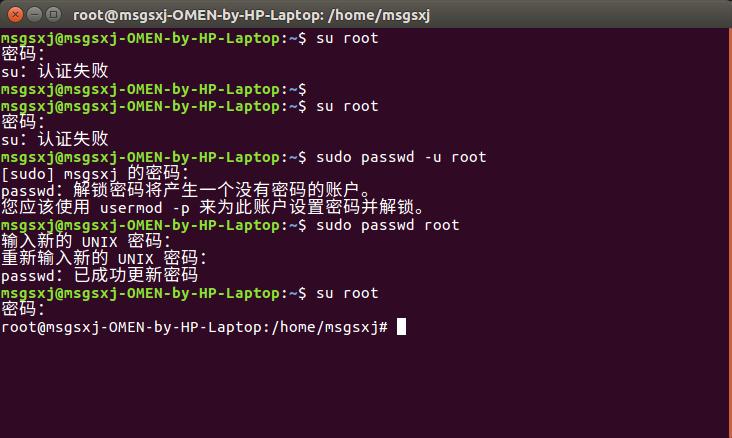 root@msgsxj-OMEN-by-HP-Laptop: /home/msgsxj
msgsxj@msgsxj-OMEN-by-HP-Laptop:~$ su root
密码：
su：认证失败
msgsxj@msgsxj-OMEN-by-HP-Laptop:~$
msgsxj@msgsxj-OMEN-by-HP-Laptop:~$ su root
密码：
su：认证失败
msgsxj@msgsxj-OMEN-by-HP-Laptop:~$ sudo passwd -u root
[sudo] msgsxj 的密码：
passwd：解锁密码将产生一个没有密码的账户。
您应该使用 usermod -p 来为此账户设置密码并解锁。
msgsxj@msgsxj-OMEN-by-HP-Laptop:~$ sudo passwd root
输入新的 UNIX 密码：
重新输入新的 UNIX 密码：
passwd：已成功更新密码
msgsxj@msgsxj-OMEN-by-HP-Laptop:~$ su root
密码：
root@msgsxj-OMEN-by-HP-Laptop:/home/msgsxj#